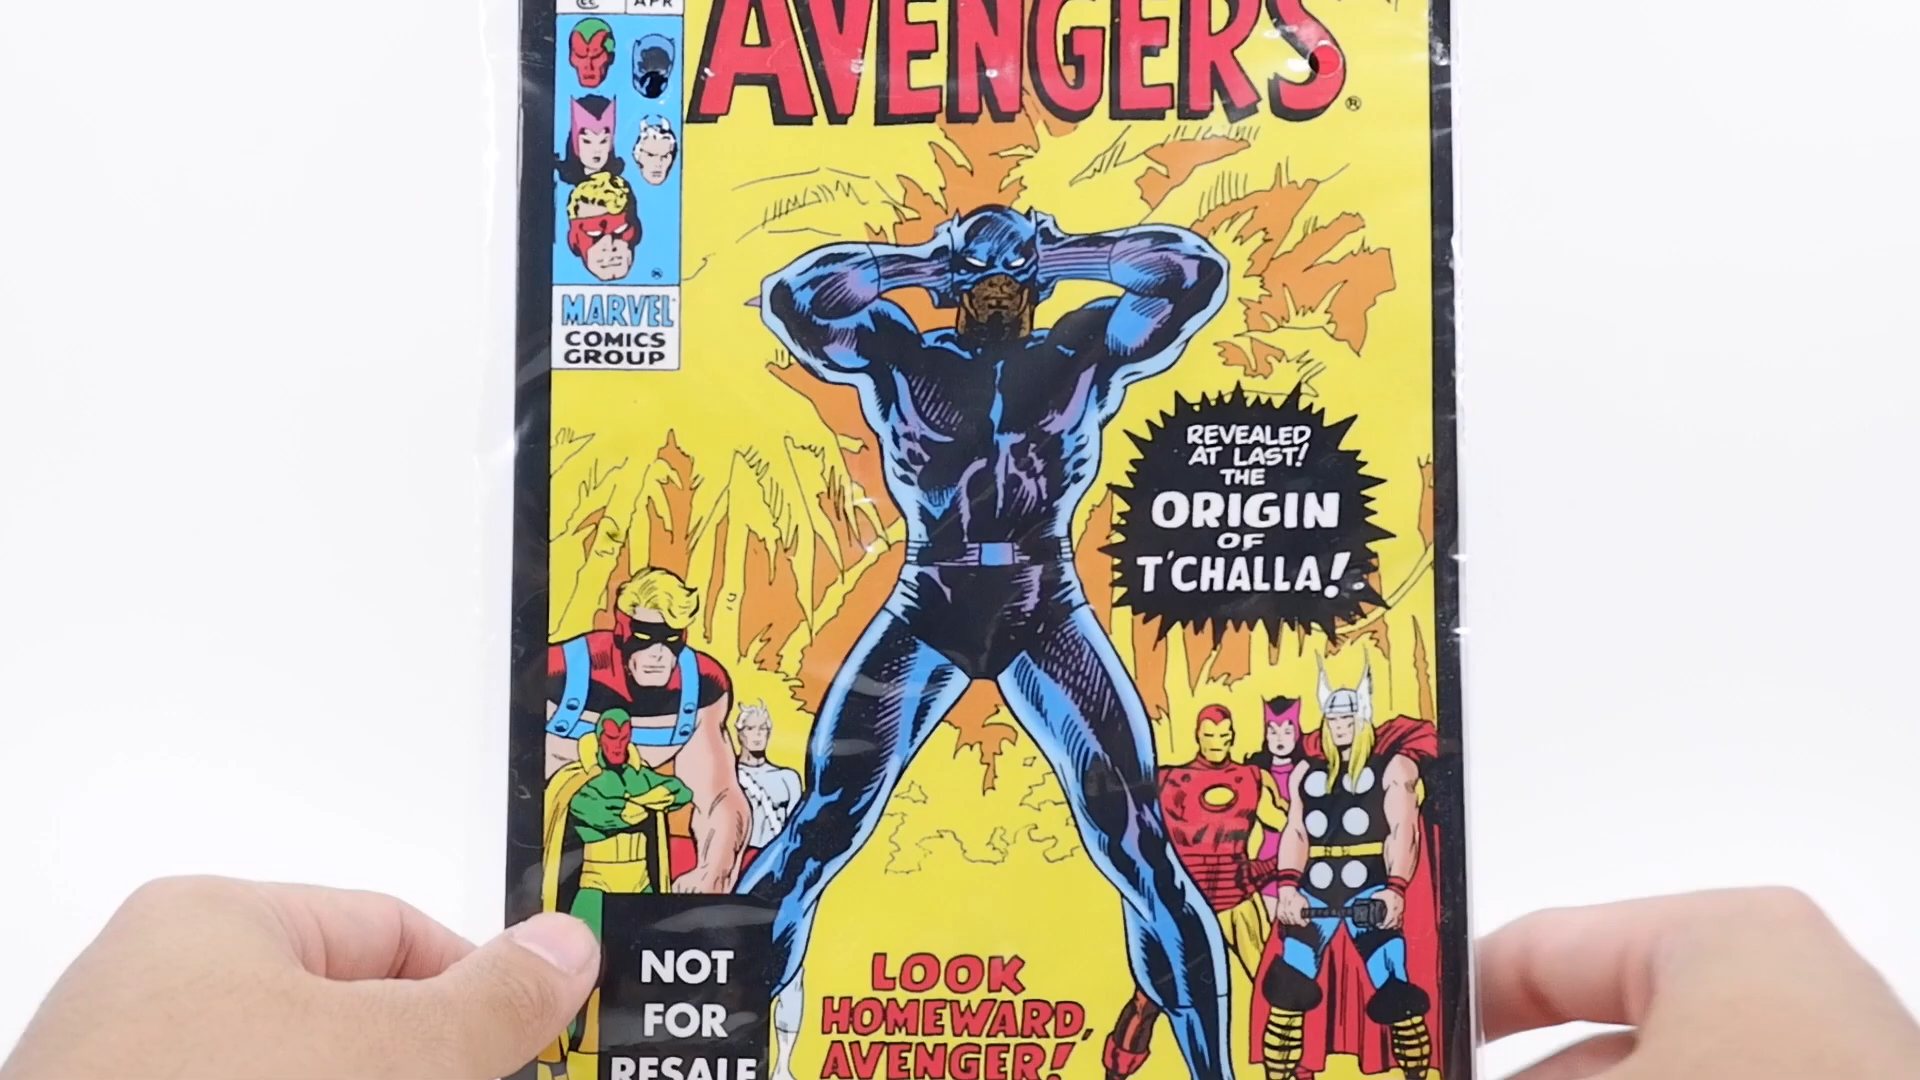 APR
AVENGERS
MARVEL
COMICS
GROUP
REVEALED
AT LAST!
THE
ORIGIN
OF
T'CHALLA!
NOT
FOR
RESALE
LOOK
HOMEWARD,
AVENGER!